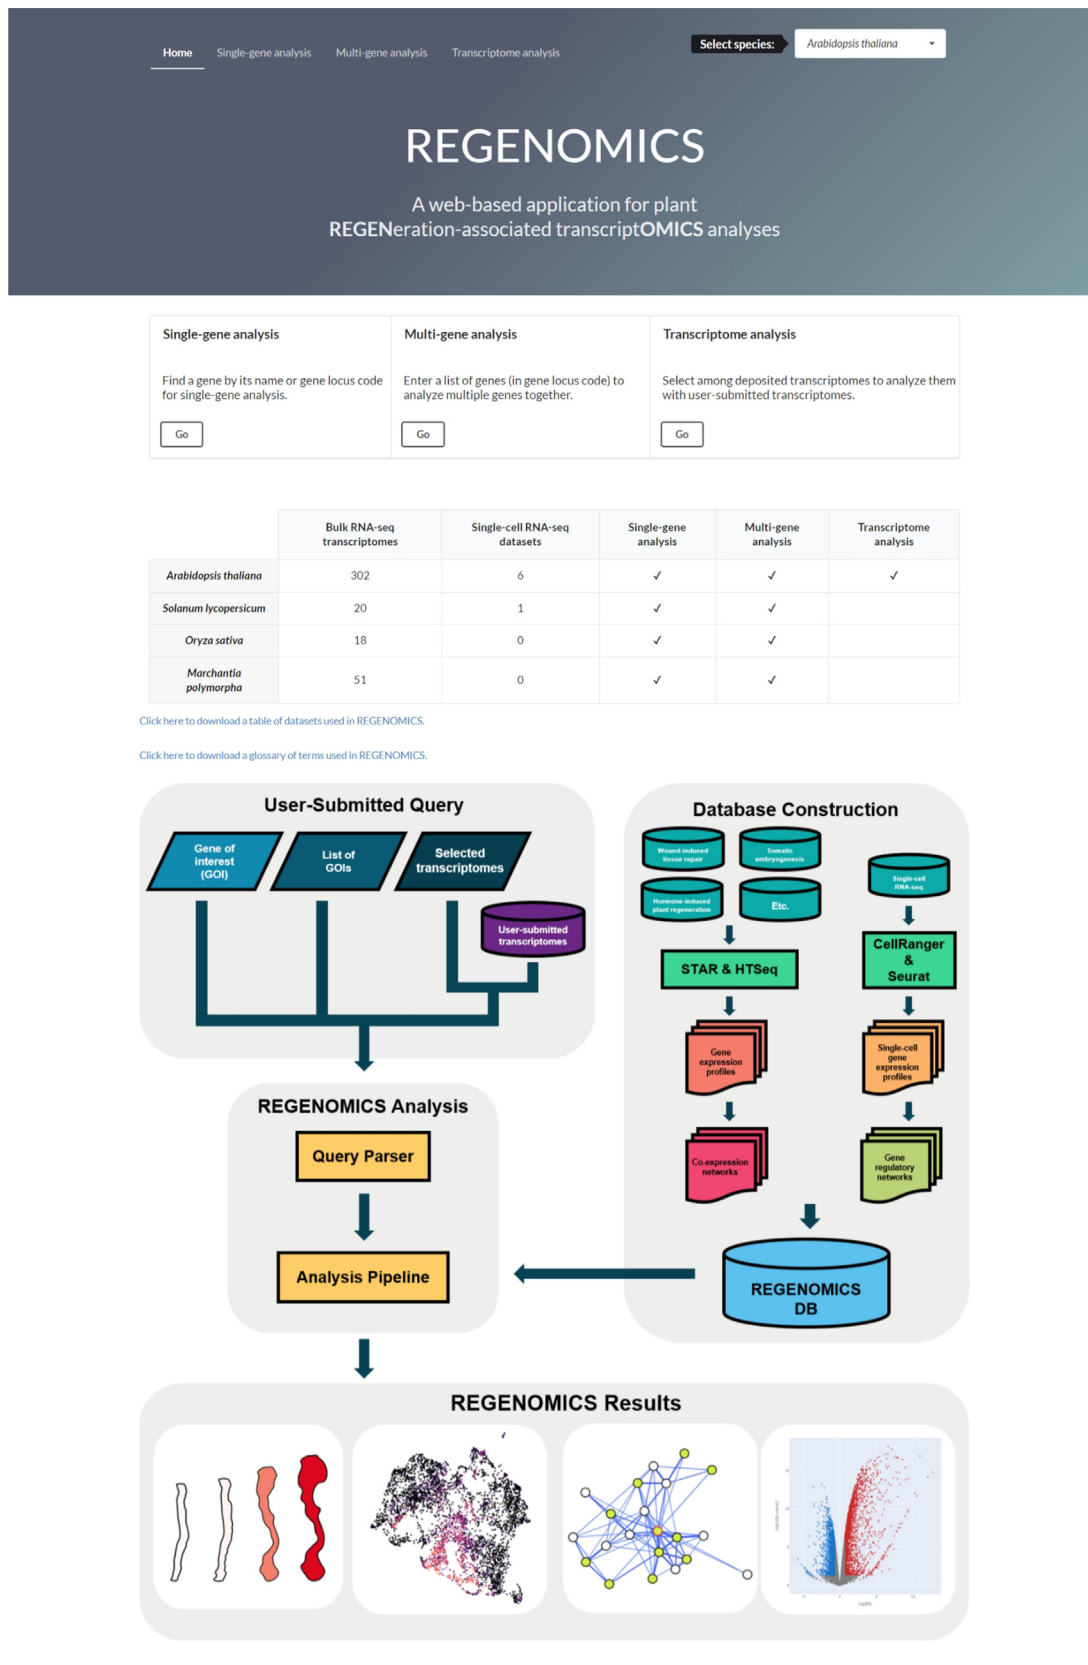 Home Single-gene analysis Multi-gene analysis Transcriptome analysis Select species: Arabidopsis thaliana
REGENOMICS
A web-based application for plant
REGENeration-associated transcriptOMICS analyses
Single-gene analysis
Find a gene by its name or gene locus code
for single-gene analysis.
Go
Multi-gene analysis
Enter a list of genes (in gene locus code) to
analyze multiple genes together.
Go
Transcriptome analysis
Select among deposited transcriptomes to analyze them
with user-submitted transcriptomes.
Go
Bulk RNA-seq
transcriptomes
Single-cell RNA-seq
datasets
Single-gene
analysis
Multi-gene
analysis
Transcriptome
analysis
Arabidopsis thaliana 302 6 ✓ ✓ ✓
Solanum lycopersicum 20 1 ✓ ✓
Oryza sativa 18 0 ✓ ✓
Marchantia
polymorpha 51 0 ✓ ✓
Click here to download a table of datasets used in REGENOMICS.
Click here to download a glossary of terms used in REGENOMICS.
User-Submitted Query
Gene of
interest
(GOI)
List of
GOIs
Selected
transcriptomes
User-submitted
transcriptomes
Database Construction
Wound-induced
tissue repair
Somatic
embryogenesis
Hormone-induced
plant regeneration
Etc.
Single-cell
RNA-seq
STAR & HTSeq
CellRanger
&
Seurat
Gene
expression
profiles
Single-cell
gene
expression
profiles
Co-expression
networks
Gene
regulatory
networks
REGENOMICS
DB
REGENOMICS Analysis
Query Parser
Analysis Pipeline
REGENOMICS Results